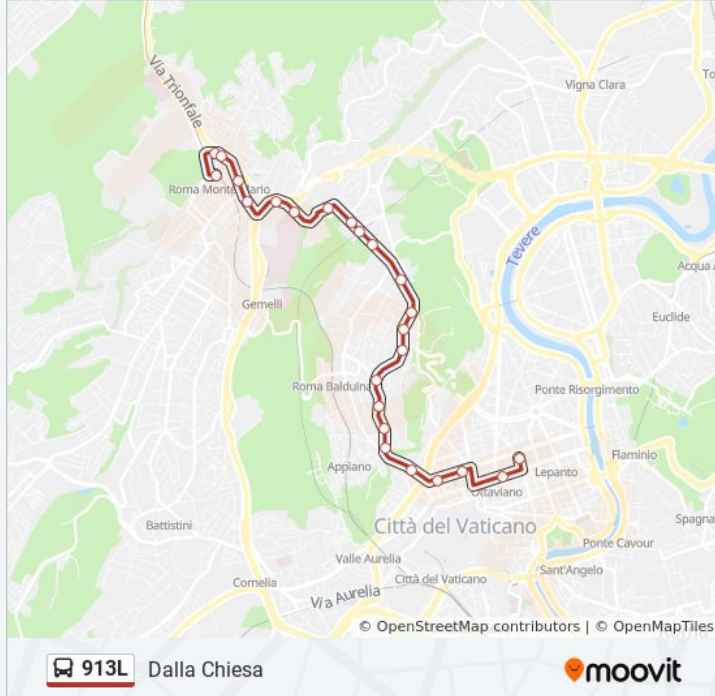 Via Trionfale
Vigna Clara
To
Roma Monte Mario
Tevere
Acqua A
Gemelli
Euclide
Roma Balduina
Ponte Risorgimento
Flaminio
Appiano
Lepanto
Ottaviano
Battistini
Città del Vaticano
Spagna
Ponte Cavour
Valle Aurelia
Sant'Angelo
Cornelia
Città del Vaticano
Via Aurelia
© OpenStreetMap contributors | © OpenMapTiles
913L Dalla Chiesa
moovit